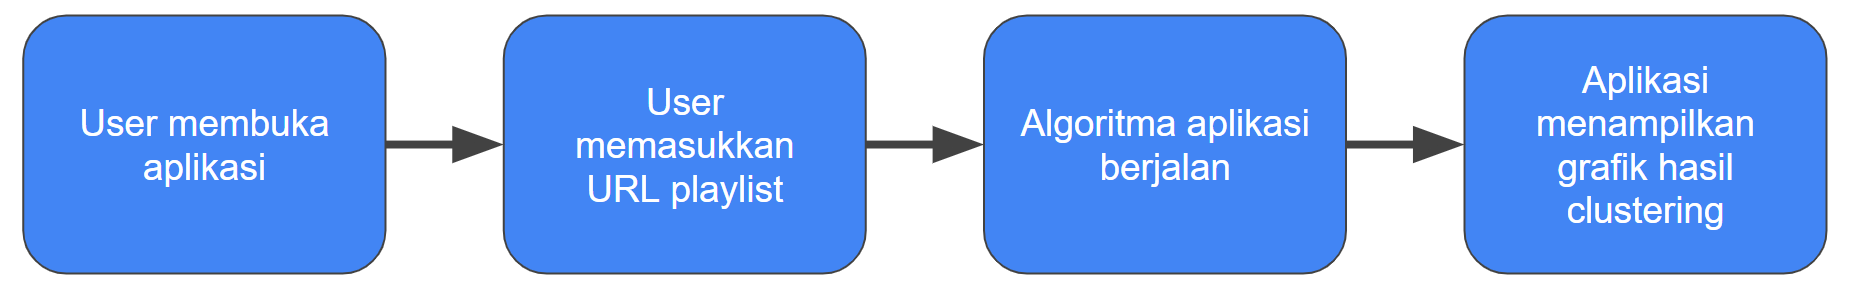 User membuka
aplikasi
User
memasukkan
URL playlist
Algoritma aplikasi
berjalan
Aplikasi
menampilkan
grafik hasil
clustering